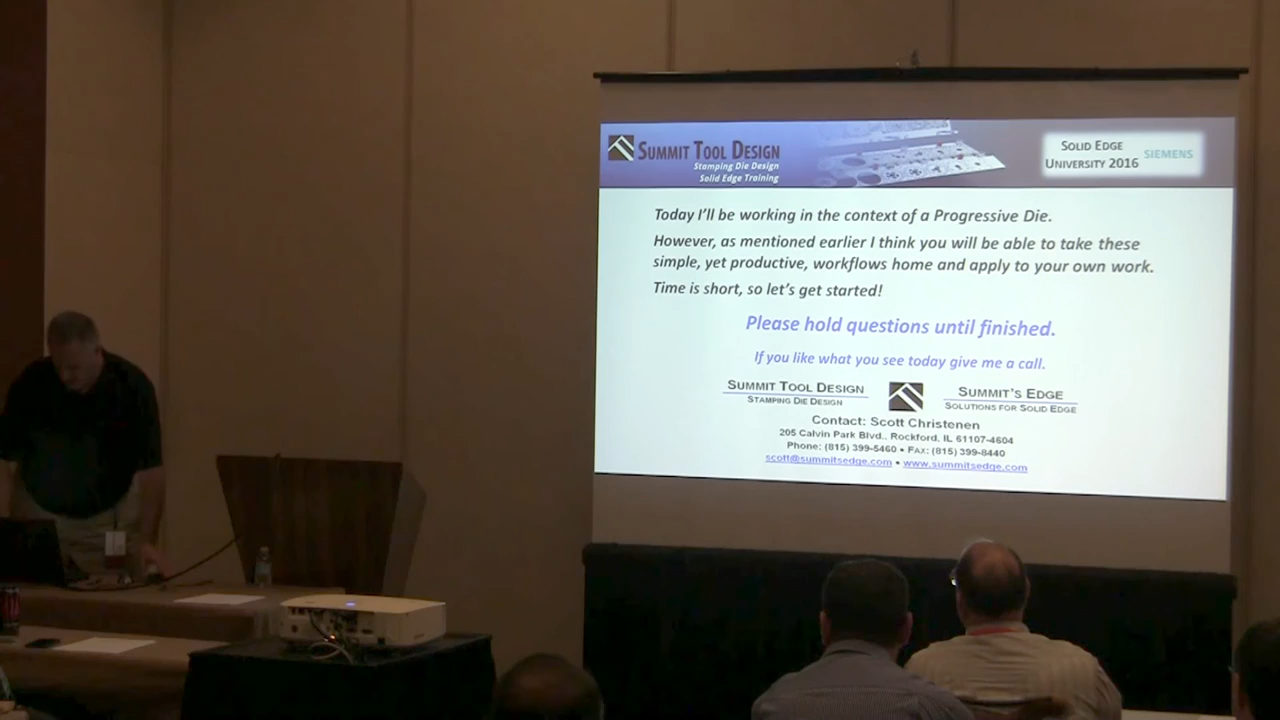 SUMMIT TOOL DESIGN
Stamping Die Design
Solid Edge Training
SOLID EDGE
UNIVERSITY 2016
SIEMENS
Today I'll be working in the context of a Progressive Die.
However, as mentioned earlier I think you will be able to take these
simple, yet productive, workflows home and apply to your own work.
Time is short, so let's get started!
Please hold questions until finished.
If you like what you see today give me a call.
SUMMIT TOOL DESIGN
STAMPING DIE DESIGN
SUMMIT'S EDGE
SOLUTIONS FOR SOLID EDGE
Contact: Scott Christenen
205 Calvin Park Blvd.. Rockford, IL 61107-4604
Phone: (815) 399-5460 • FAX: (815) 399-8440
scott@summitsedge.com • www.summitsedge.com